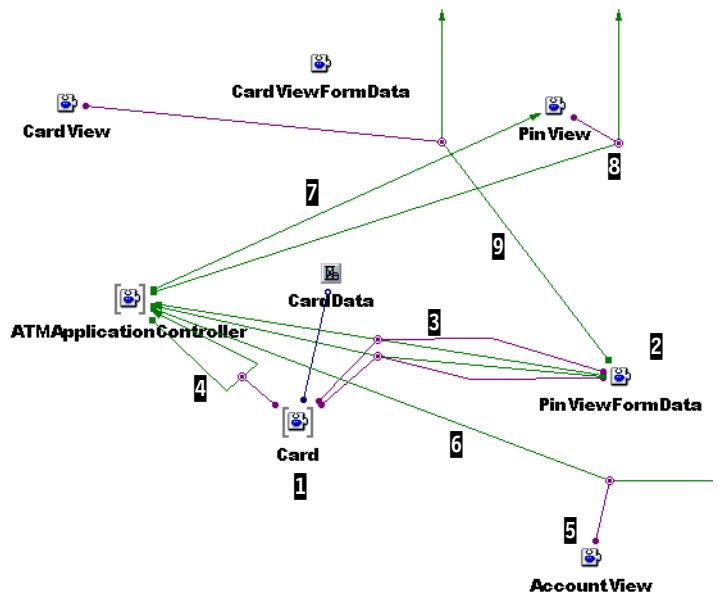 CardViewFormData
CardView
PinView
8
7
9
CardData
ATMApplicationController
3
2
4
PinViewFormData
6
Card
1
5
AccountView